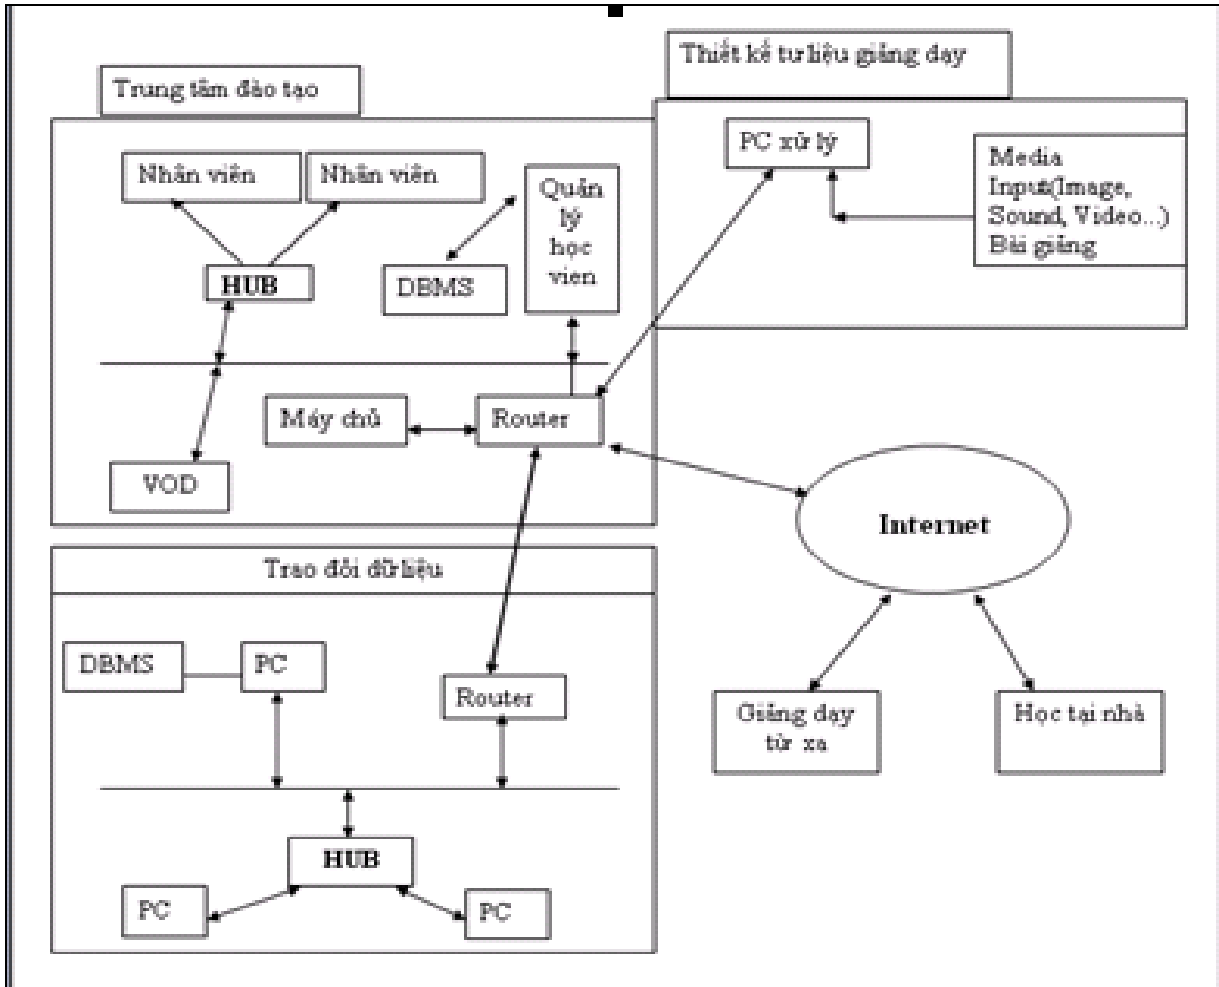 Trung tâm đào tạo
Thiết kế tư liệu giảng dạy
Nhân viên
Nhân viên
Quản
lý
học
viên
HUB
DBMS
Máy chủ
Router
VOD
PC xử lý
Media
Input(Image,
Sound, Video...)
Bài giảng
Internet
Giảng dạy
từ xa
Học tại nhà
Trao đổi dữ liệu
DBMS
PC
Router
HUB
PC
PC